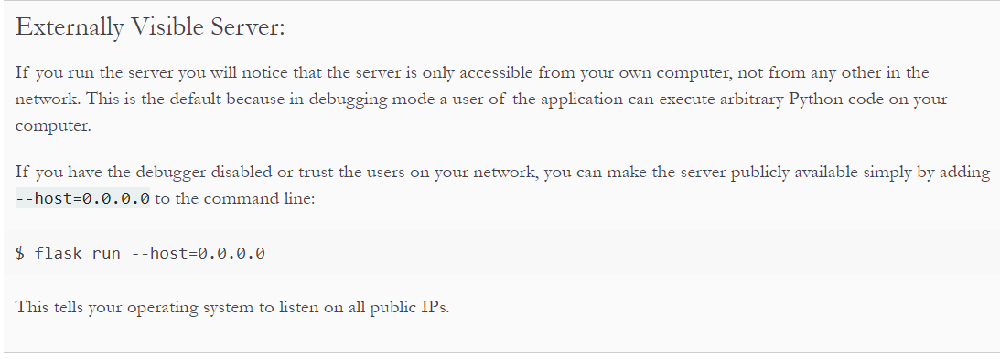 Externally Visible Server:
If you run the server you will notice that the server is only accessible from your own computer, not from any other in the
network. This is the default because in debugging mode a user of the application can execute arbitrary Python code on your
computer.
If you have the debugger disabled or trust the users on your network, you can make the server publicly available simply by adding
--host=0.0.0.0 to the command line:
$ flask run --host=0.0.0.0
This tells your operating system to listen on all public IPs.